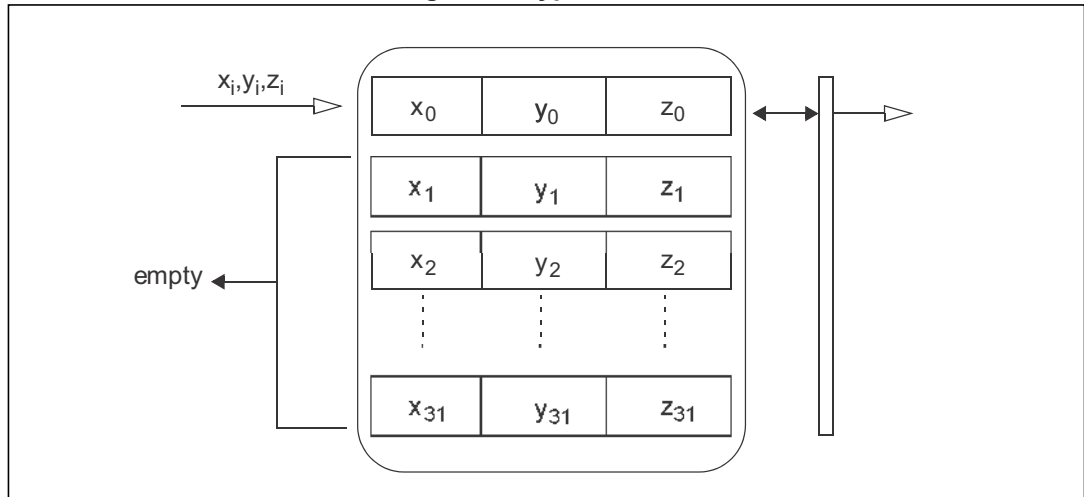 xᵢ,yᵢ,zᵢ
x₀ y₀ z₀
x₁ y₁ z₁
x₂ y₂ z₂
empty
x₃₁ y₃₁ z₃₁